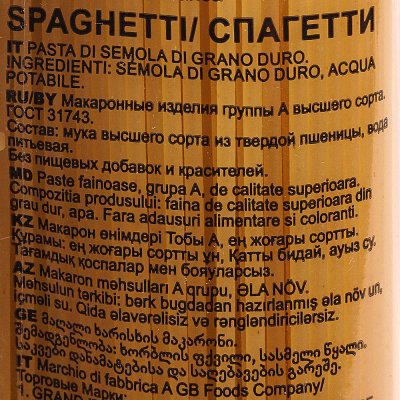 SPAGHETTI/ СПАГЕТТИ
IT PASTA DI SEMOLA DI GRANO DURO.
INGREDIENTI: SEMOLA DI GRANO DURO, ACQUA
POTABILE.
RU/BY Макаронные изделия группы А высшего сорта.
ГОСТ 31743.
Состав: мука высшего сорта из твердой пшеницы, вода
питьевая.
Без пищевых добавок и красителей.
MD Paste fainoase, grupa A, de calitate superioara.
Compozitia produsului: faina de calitate superioara din
grau dur, apa. Fara adausuri alimentare si coloranti.
KZ Макарон өнімдері Тобы А, ең жоғары сортты.
Құрамы: ең жоғары сортты ұн, Қатты бидай, ауыз су.
Тағамдық қоспалар мен бояуларсыз.
AZ Makaron məhsulları A qrupu, ƏLA NÖV.
Məhsulun tərkibi: bərk bugdadan hazırlanmış əla növ un,
içməli su. Qida əlavərəlisiz və rəngləndiricilərsiz.
GE მაღალი ხარისხის მაკარონი.
შემადგენლობა: ხორბლის ფქვილი, სასმელი წყალი.
საკვები დანამატებისა და საღებავების გარეშე.
IT Marchio di fabbrica A GB Foods Company/
Торговые Марки:
1. GRAND